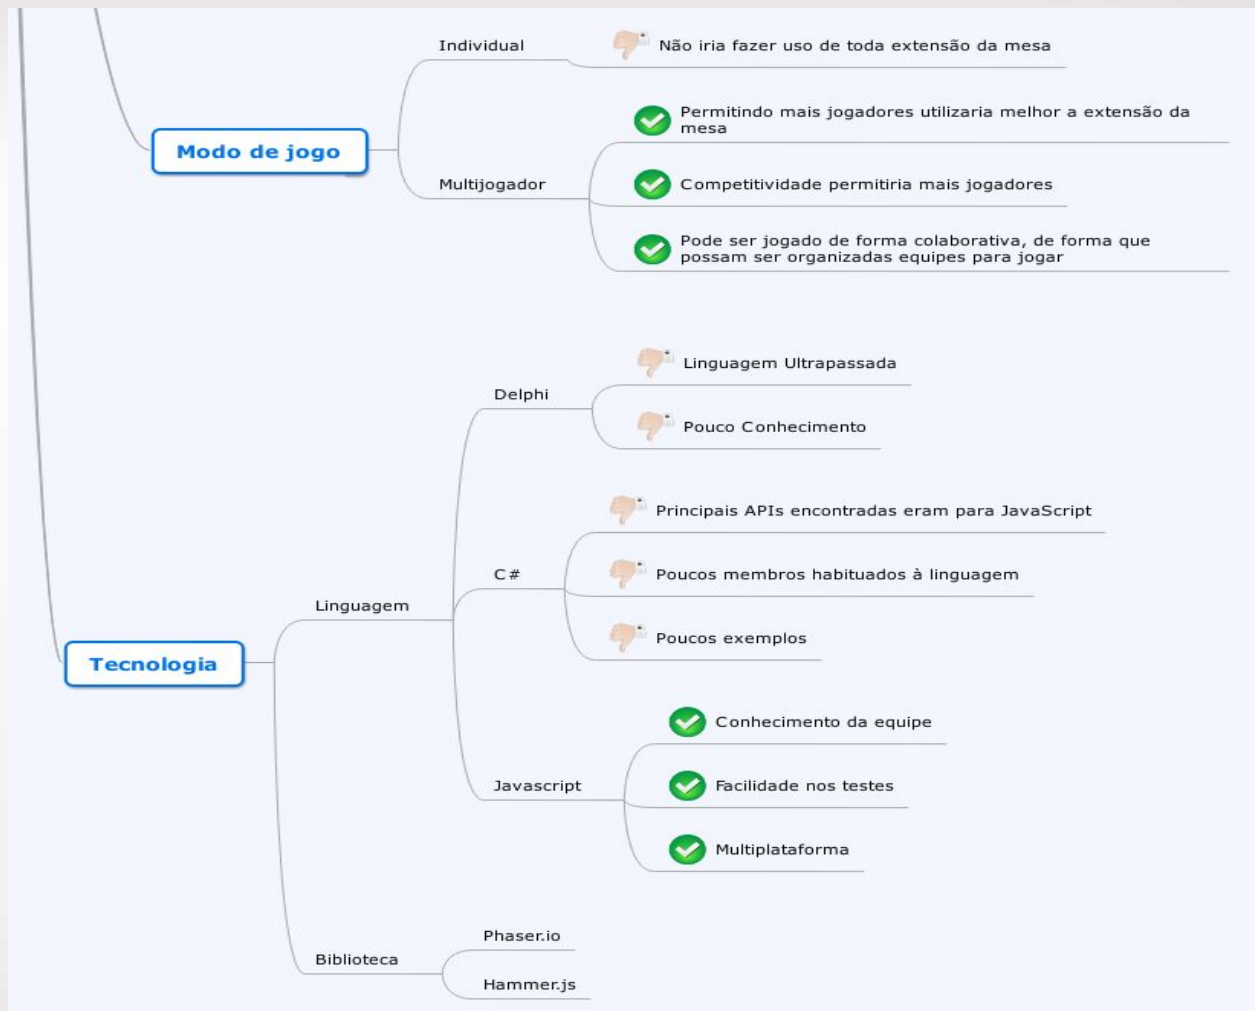 Individual
Não iria fazer uso de toda extensão da mesa
Modo de jogo
Permitindo mais jogadores utilizaria melhor a extensão da
mesa
Multijogador
Competitividade permitiria mais jogadores
Pode ser jogado de forma colaborativa, de forma que
possam ser organizadas equipes para jogar
Delphi
Linguagem Ultrapassada
Pouco Conhecimento
C#
Principais APIs encontradas eram para JavaScript
Poucos membros habituados à linguagem
Poucos exemplos
Linguagem
Tecnologia
Javascript
Conhecimento da equipe
Facilidade nos testes
Multiplataforma
Biblioteca
Phaser.io
Hammer.js